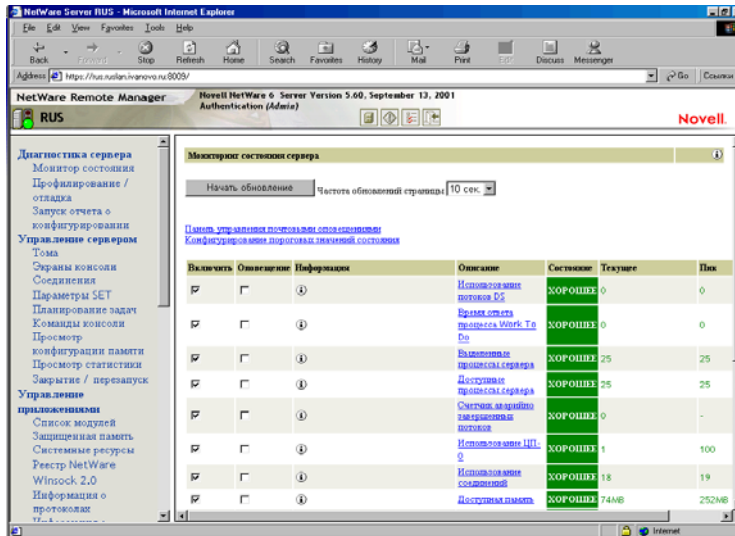 NetWare Server RUS - Microsoft Internet Explorer
File Edit View Favorites Tools Help
Back Forward Stop Refresh Home Search Favorites History Mail Print Edit Discuss Messenger
Address https://rus.ruslan.ivanovo.ru:8009/ Go Ссылки
NetWare Remote Manager
Novell NetWare 6 Server Version 5.60, September 13, 2001
Authentication (Admin)
RUS
Novell.
Диагностика сервера
Монитор состояния
Профилирование /
отладка
Запуск отчета о
конфигурировании
Управление сервером
Тома
Экраны консоли
Соединения
Параметры SET
Планирование задач
Команды консоли
Просмотр
конфигурации памяти
Просмотр статистики
Закрытие / перезапуск
Управление
приложениями
Список модулей
Защищенная память
Системные ресурсы
Реестр NetWare
Winsock 2.0
Информация о
протоколах
Мониторинг состояния сервера
Начать обновление Частота обновлений страницы: 10 сек.
Панель управления почтовыми оповещениями
Конфигурирование пороговых значений состояния
Включить Оповещение Информация Описание Состояние Текущее Пик
Использование
потоков DS ХОРОШЕЕ 0 0
Время ответа
процесса Work To
Do ХОРОШЕЕ 0 0
Выделенные
процессы сервера ХОРОШЕЕ 25 25
Доступные
процессы сервера ХОРОШЕЕ 25 25
Счетчик аварийно
завершенных
потоков ХОРОШЕЕ 0 -
Использование ЦП-
0 ХОРОШЕЕ 1 100
Использование
соединений ХОРОШЕЕ 18 19
Доступная память ХОРОШЕЕ 74MB 252MB
Internet